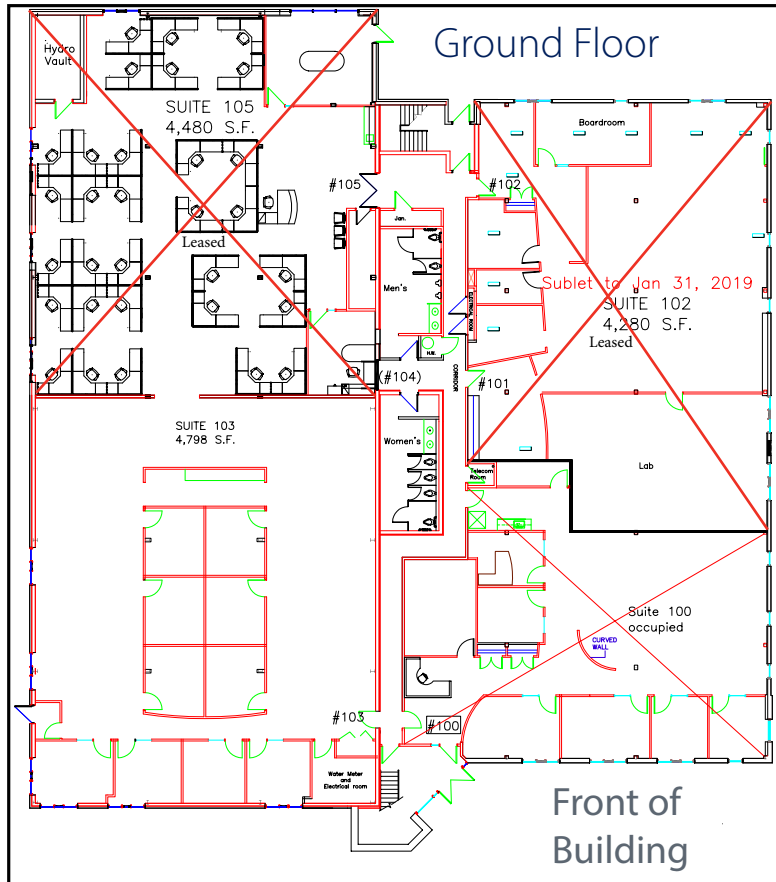 Ground Floor
Hydro
Vault
SUITE 105
4,480 S.F.
Leased
#105
Jan.
Men's
H.W.
ELECTRICAL ROOM
CORRIDOR
(#104)
Women's
#102
Boardroom
Sublet to Jan 31, 2019
SUITE 102
4,280 S.F.
Leased
#101
Lab
Telecom
Room
SUITE 103
4,798 S.F.
Suite 100
occupied
CURVED
WALL
#103
#100
Water Meter
and
Electrical room
Front of
Building